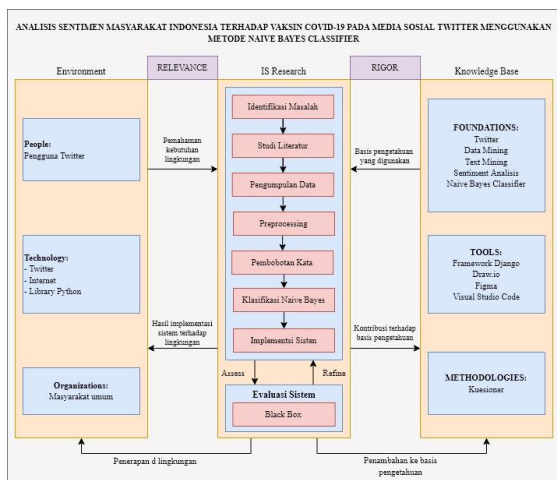 ANALISIS SENTIMEN MASYARAKAT INDONESIA TERHADAP VAKSIN COVID-19 PADA MEDIA SOSIAL TWITTER MENGGUNAKAN
METODE NAIVE BAYES CLASSIFIER
Environment
RELEVANCE
IS Research
RIGOR
Knowledge Base
People:
Pengguna Twitter
Technology:
- Twitter
- Internet
- Library Python
Organizations:
Masyarakat umum
Pemahaman
kebutuhan
lingkungan
Hasil implementasi
sistem terhadap
lingkungan
Identifikasi Masalah
Studi Literatur
Pengumpulan Data
Preprocessing
Pembobotan Kata
Klasifikasi Naive Bayes
Implementsi Sisten
Assess
Refine
Evaluasi Sistem
Black Box
Basis pengetahuan
yang digunakan
Kontribusi terhadap
basis pengetahuan
FOUNDATIONS:
Twitter
Data Mining
Text Mining
Sentiment Analisis
Naive Bayes Classifier
TOOLS:
Framework Django
Draw.io
Figma
Visual Studio Code
METHODOLOGIES:
Kuesioner
Penerapan d lingkungan
Penambahan ke basis
pengetahuan